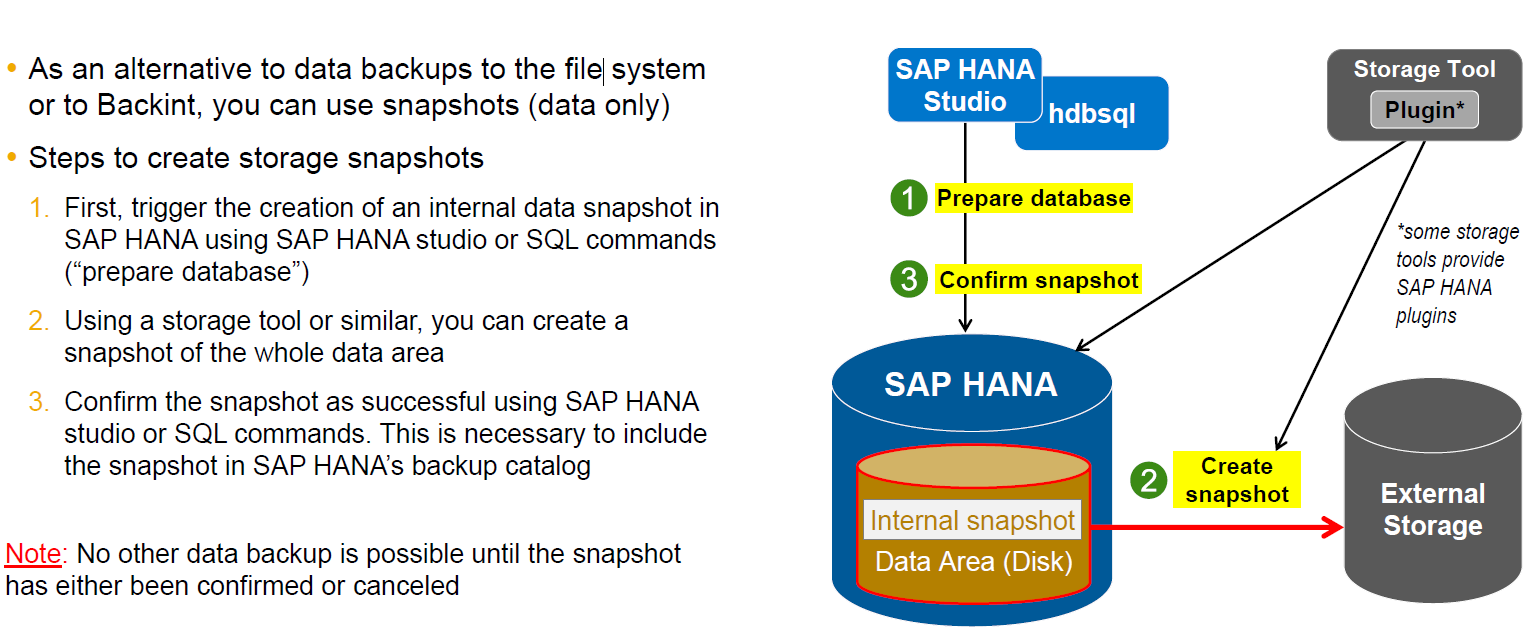 • As an alternative to data backups to the file system
or to Backint, you can use snapshots (data only)
• Steps to create storage snapshots
1. First, trigger the creation of an internal data snapshot in
SAP HANA using SAP HANA studio or SQL commands
(“prepare database”)
2. Using a storage tool or similar, you can create a
snapshot of the whole data area
3. Confirm the snapshot as successful using SAP HANA
studio or SQL commands. This is necessary to include
the snapshot in SAP HANA’s backup catalog
Note: No other data backup is possible until the snapshot
has either been confirmed or canceled
SAP HANA
Studio
hdbsql
Storage Tool
Plugin*
1 Prepare database
3 Confirm snapshot
*some storage
tools provide
SAP HANA
plugins
SAP HANA
Internal snapshot
Data Area (Disk)
2 Create
snapshot
External
Storage